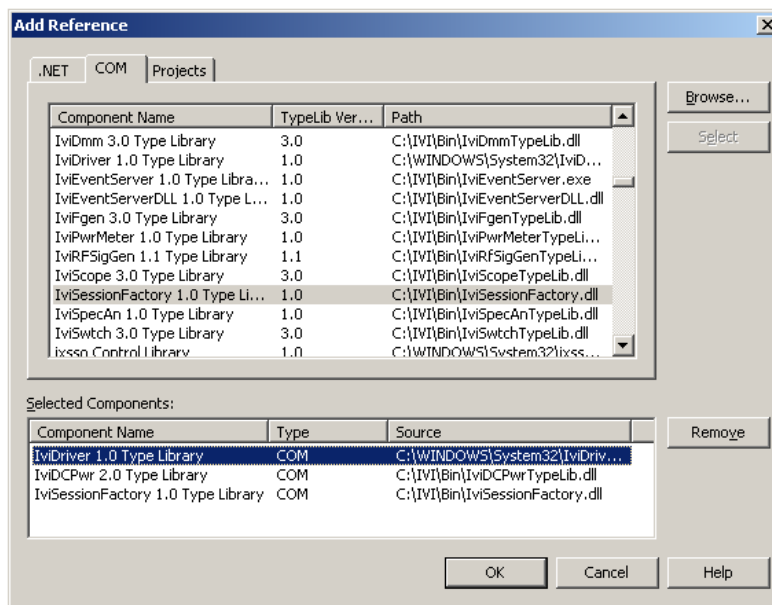 Add Reference
.NET COM Projects
Browse...
Select
Component Name TypeLib Ver... Path
IviDmm 3.0 Type Library 3.0 C:\IVI\Bin\IviDmmTypeLib.dll
IviDriver 1.0 Type Library 1.0 C:\WINDOWS\System32\IviD...
IviEventServer 1.0 Type Libra... 1.0 C:\IVI\Bin\IviEventServer.exe
IviEventServerDLL 1.0 Type L... 1.0 C:\IVI\Bin\IviEventServerDLL.dll
IviFgen 3.0 Type Library 3.0 C:\IVI\Bin\IviFgenTypeLib.dll
IviPwrMeter 1.0 Type Library 1.0 C:\IVI\Bin\IviPwrMeterTypeLi...
IviRFSigGen 1.1 Type Library 1.1 C:\IVI\Bin\IviRfSigGenTypeLi...
IviScope 3.0 Type Library 3.0 C:\IVI\Bin\IviScopeTypeLib.dll
IviSessionFactory 1.0 Type Li... 1.0 C:\IVI\Bin\IviSessionFactory.dll
IviSpecAn 1.0 Type Library 1.0 C:\IVI\Bin\IviSpecAnTypeLib.dll
IviSwtch 3.0 Type Library 3.0 C:\IVI\Bin\IviSwtchTypeLib.dll
ixsso Control Library 1.0 C:\WINDOWS\System32\ixss...
Selected Components:
Component Name Type Source
Remove
IviDriver 1.0 Type Library COM C:\WINDOWS\System32\IviDriv...
IviDCPwr 2.0 Type Library COM C:\IVI\Bin\IviDCPwrTypeLib.dll
IviSessionFactory 1.0 Type Library COM C:\IVI\Bin\IviSessionFactory.dll
OK Cancel Help